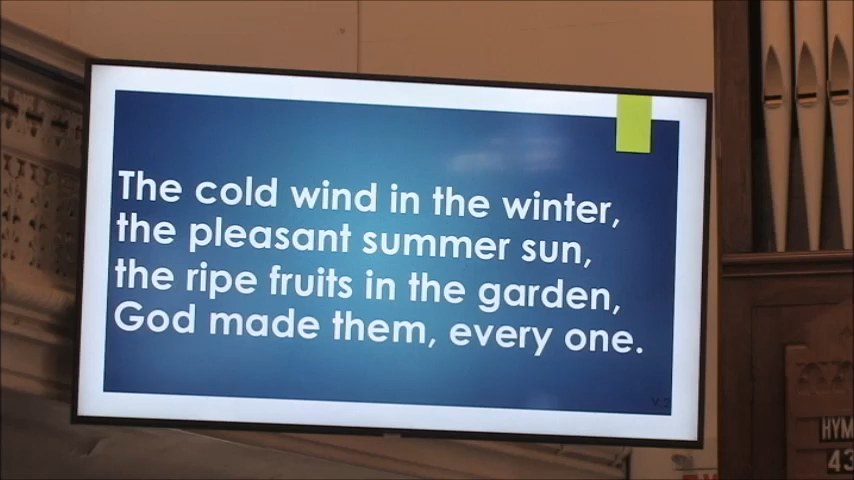 The cold wind in the winter,
the pleasant summer sun,
the ripe fruits in the garden,
God made them, every one.
V.2
HYM
43